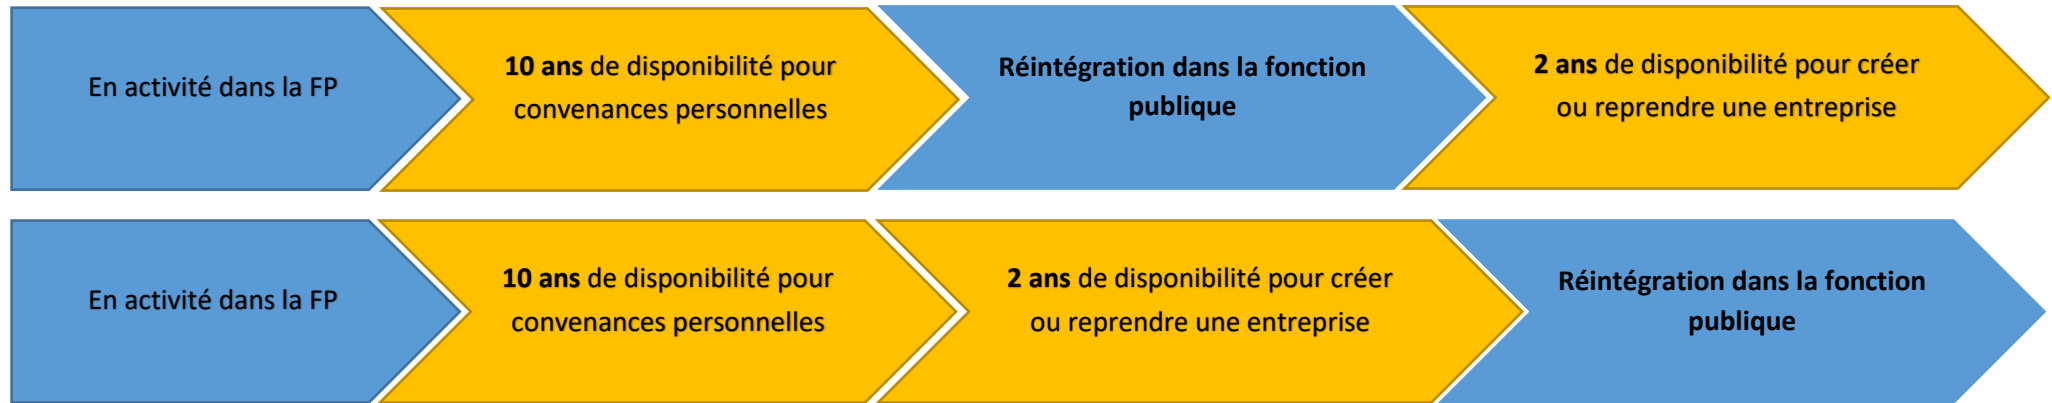 En activité dans la FP
10 ans de disponibilité pour
convenances personnelles
Réintégration dans la fonction
publique
2 ans de disponibilité pour créer
ou reprendre une entreprise
En activité dans la FP
10 ans de disponibilité pour
convenances personnelles
2 ans de disponibilité pour créer
ou reprendre une entreprise
Réintégration dans la fonction
publique